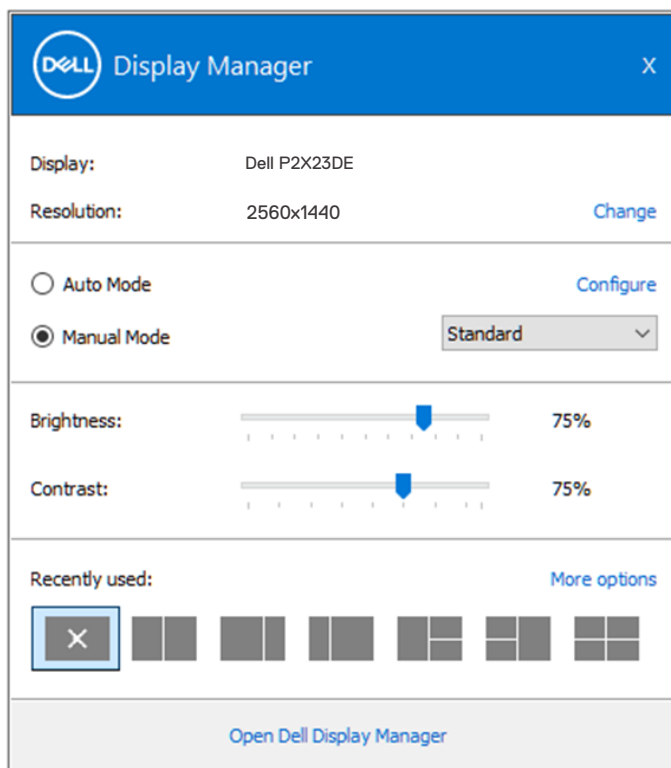 DELL Display Manager X
Display: Dell P2X23DE
Resolution: 2560x1440 Change
Auto Mode Configure
Manual Mode Standard
Brightness: 75%
Contrast: 75%
Recently used: More options
Open Dell Display Manager